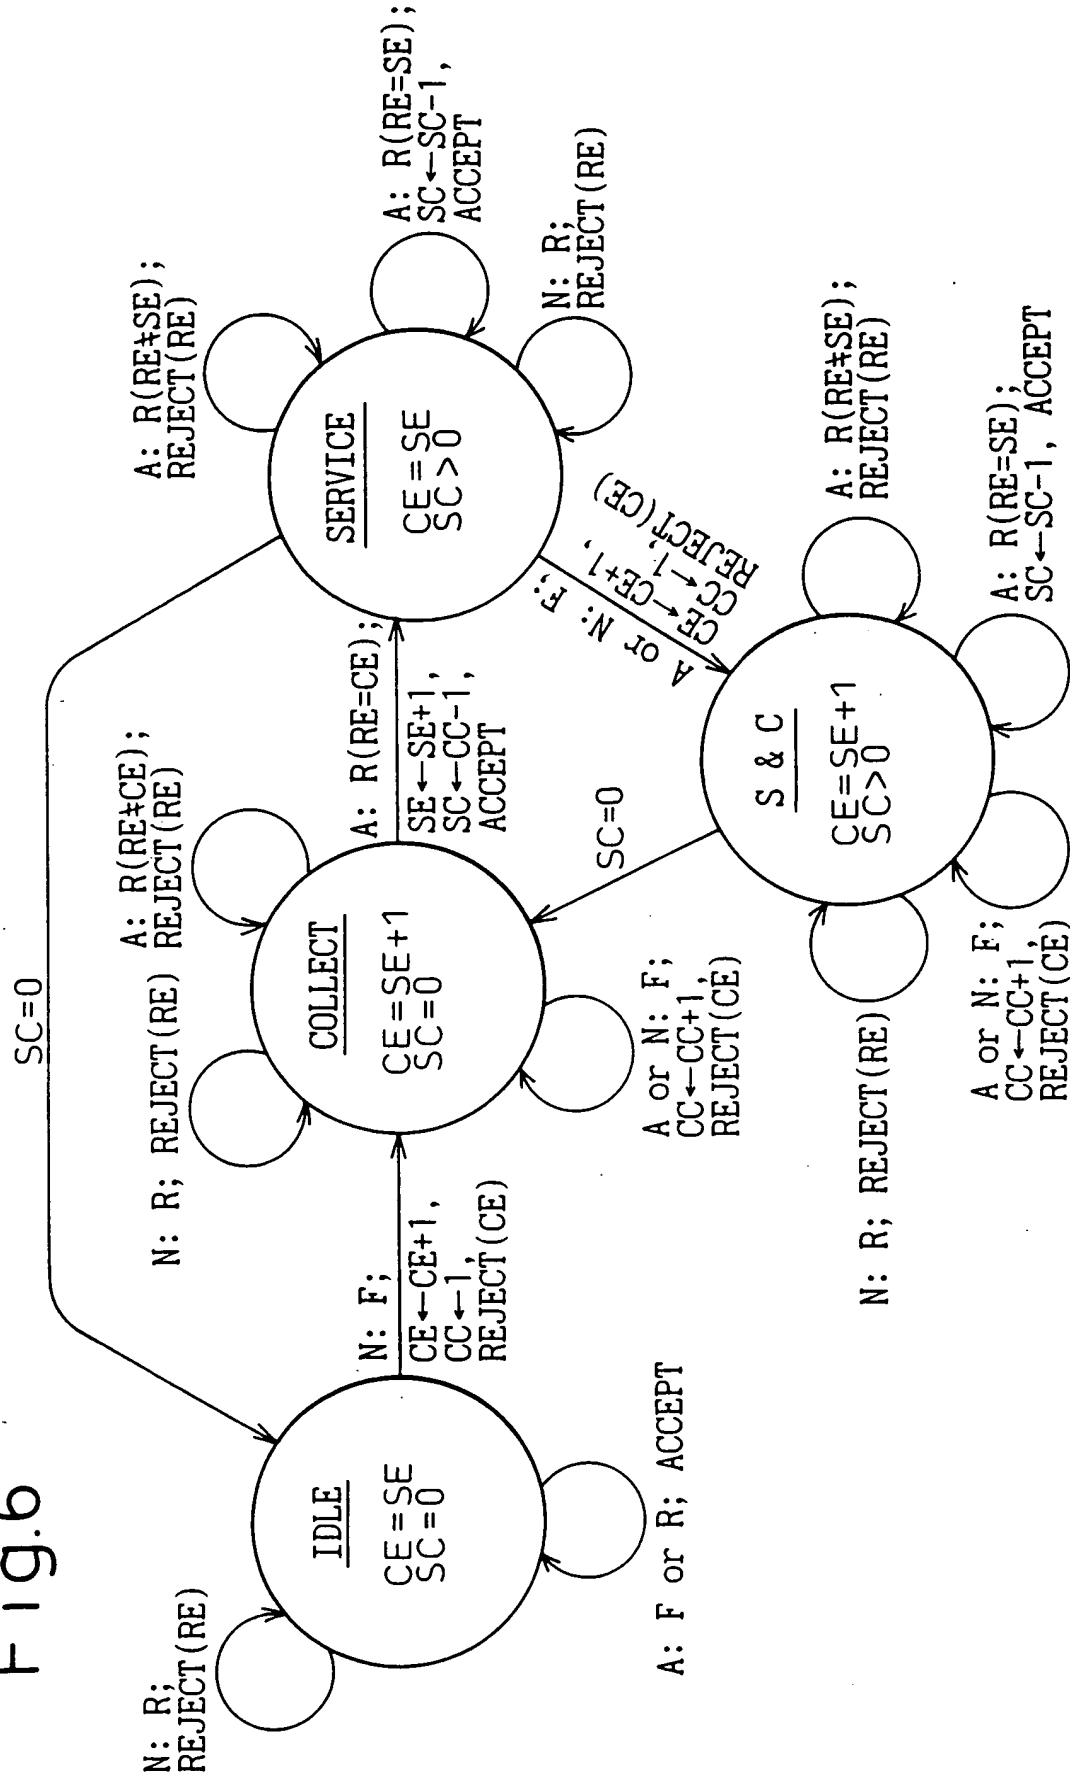 Fig.6
SC=0
N: R;
REJECT(RE)
IDLE
CE=SE
SC=0
A: F or R; ACCEPT
N: F;
CE←CE+1,
CC←1,
REJECT(CE)
N: R; REJECT(RE)
A: R(RE≠CE);
REJECT(RE)
COLLECT
CE=SE+1
SC=0
A or N: F;
CC←CC+1,
REJECT(CE)
A: R(RE=CE);
SE←SE+1,
SC←CC-1,
ACCEPT
A: R(RE≠SE);
REJECT(RE)
SERVICE
CE=SE
SC>0
A: R(RE=SE);
SC←SC-1,
ACCEPT
N: R;
REJECT(RE)
A or N: F;
CE←CE+1,
CC←1,
REJECT(CE)
SC=0
S & C
CE=SE+1
SC>0
N: R; REJECT(RE)
A or N: F;
CC←CC+1,
REJECT(CE)
A: R(RE≠SE);
REJECT(RE)
A: R(RE=SE);
SC←SC-1, ACCEPT